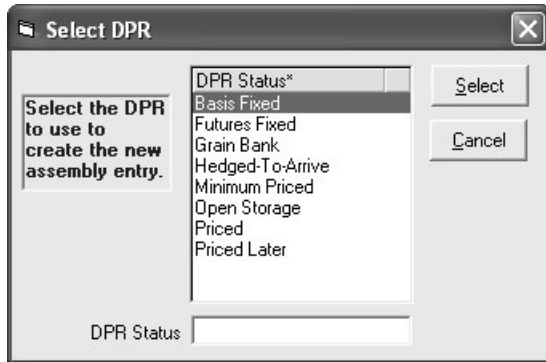 Select DPR
Select the DPR
to use to
create the new
assembly entry.
DPR Status*
Basis Fixed
Futures Fixed
Grain Bank
Hedged-To-Arrive
Minimum Priced
Open Storage
Priced
Priced Later
Select
Cancel
DPR Status